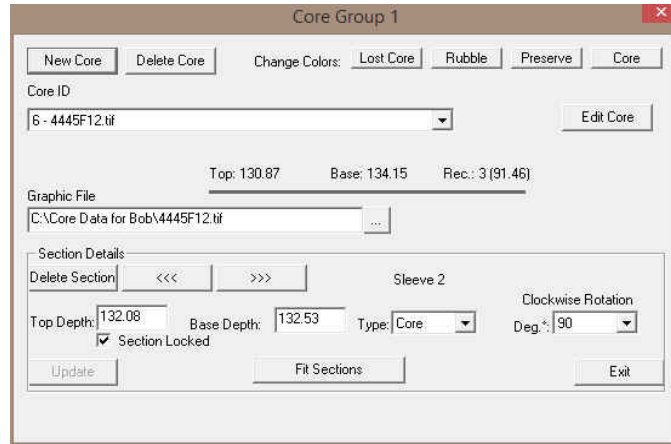 Core Group 1
New Core Delete Core Change Colors: Lost Core Rubble Preserve Core
Core ID
6 - 4445F12.tif Edit Core
Top: 130.87 Base: 134.15 Rec.: 3 (91.46)
Graphic File
C:\Core Data for Bob\4445F12.tif ...
Section Details
Delete Section <<< >>> Sleeve 2
Clockwise Rotation
Top Depth: 132.08 Base Depth: 132.53 Type: Core Deg.*: 90
Section Locked
Update Fit Sections Exit